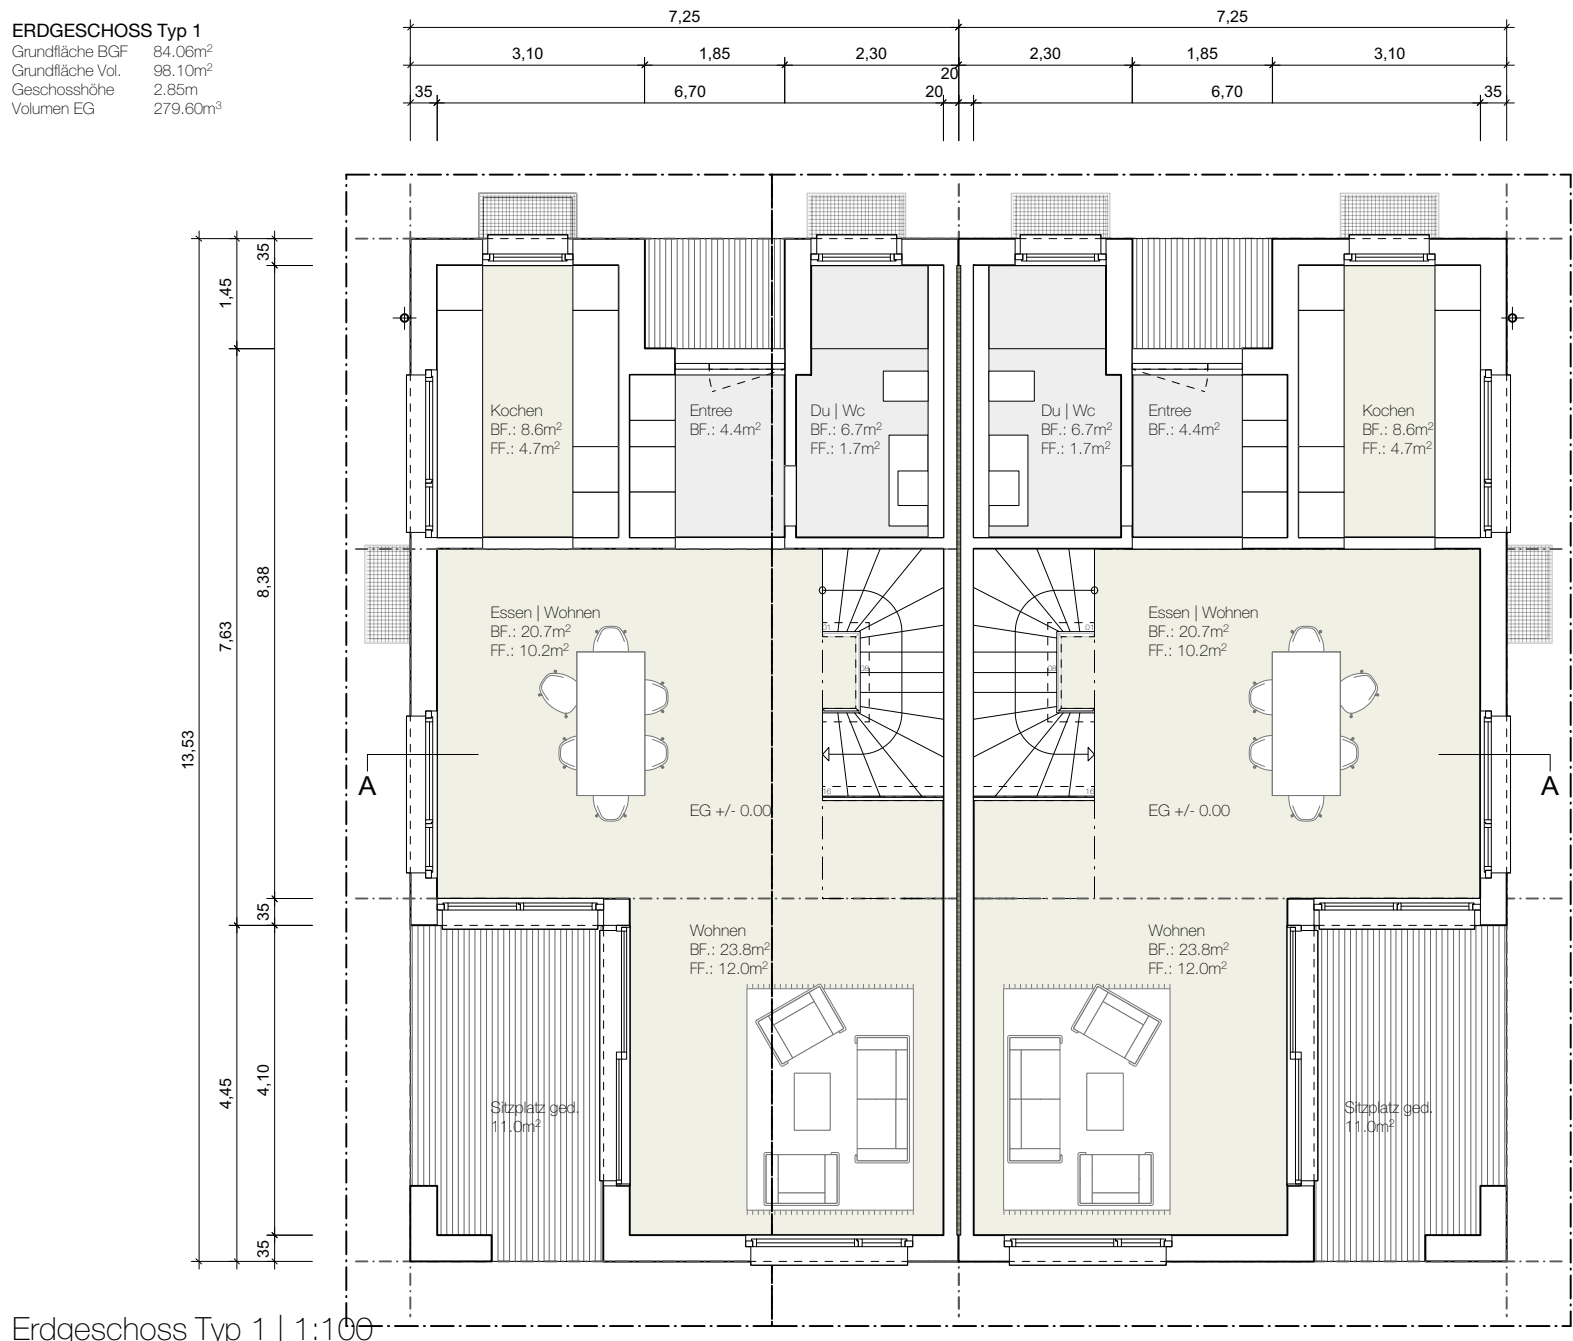 ERDGESCHOSS Typ 1
Grundfläche BGF 84.06m²
Grundfläche Vol. 98.10m²
Geschosshöhe 2.85m
Volumen EG 279.60m³
7,25 7,25
3,10 1,85 2,30 2,30 1,85 3,10
20
35 6,70 20 6,70 35
35
1,45
8,38
7,63
13,53
35
4,45
4,10
35
Kochen
BF.: 8.6m²
FF.: 4.7m²
Entree
BF.: 4.4m²
Du | Wc
BF.: 6.7m²
FF.: 1.7m²
Du | Wc
BF.: 6.7m²
FF.: 1.7m²
Entree
BF.: 4.4m²
Kochen
BF.: 8.6m²
FF.: 4.7m²
Essen | Wohnen
BF.: 20.7m²
FF.: 10.2m²
01
09
16
01
09
16
Essen | Wohnen
BF.: 20.7m²
FF.: 10.2m²
A
A
EG +/- 0.00
EG +/- 0.00
Wohnen
BF.: 23.8m²
FF.: 12.0m²
Wohnen
BF.: 23.8m²
FF.: 12.0m²
Sitzplatz ged.
11.0m²
Sitzplatz ged.
11.0m²
Erdgeschoss Typ 1 | 1:100